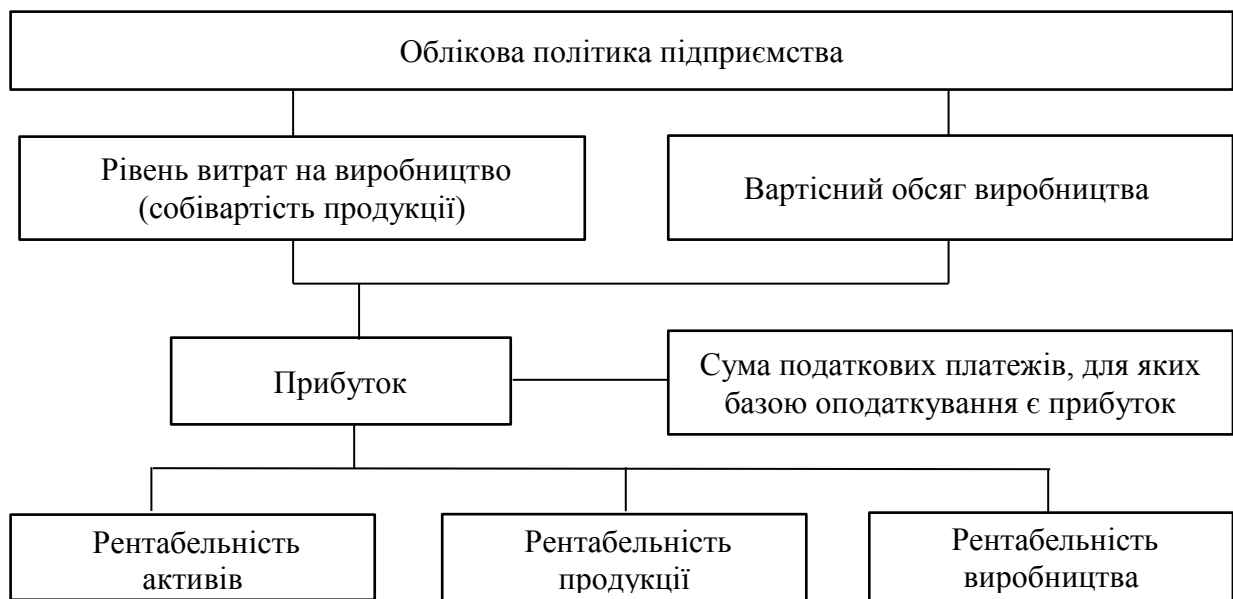 Облікова політика підприємства
Рівень витрат на виробництво
(собівартість продукції)
Вартісний обсяг виробництва
Прибуток
Сума податкових платежів, для яких
базою оподаткування є прибуток
Рентабельність
активів
Рентабельність
продукції
Рентабельність
виробництва